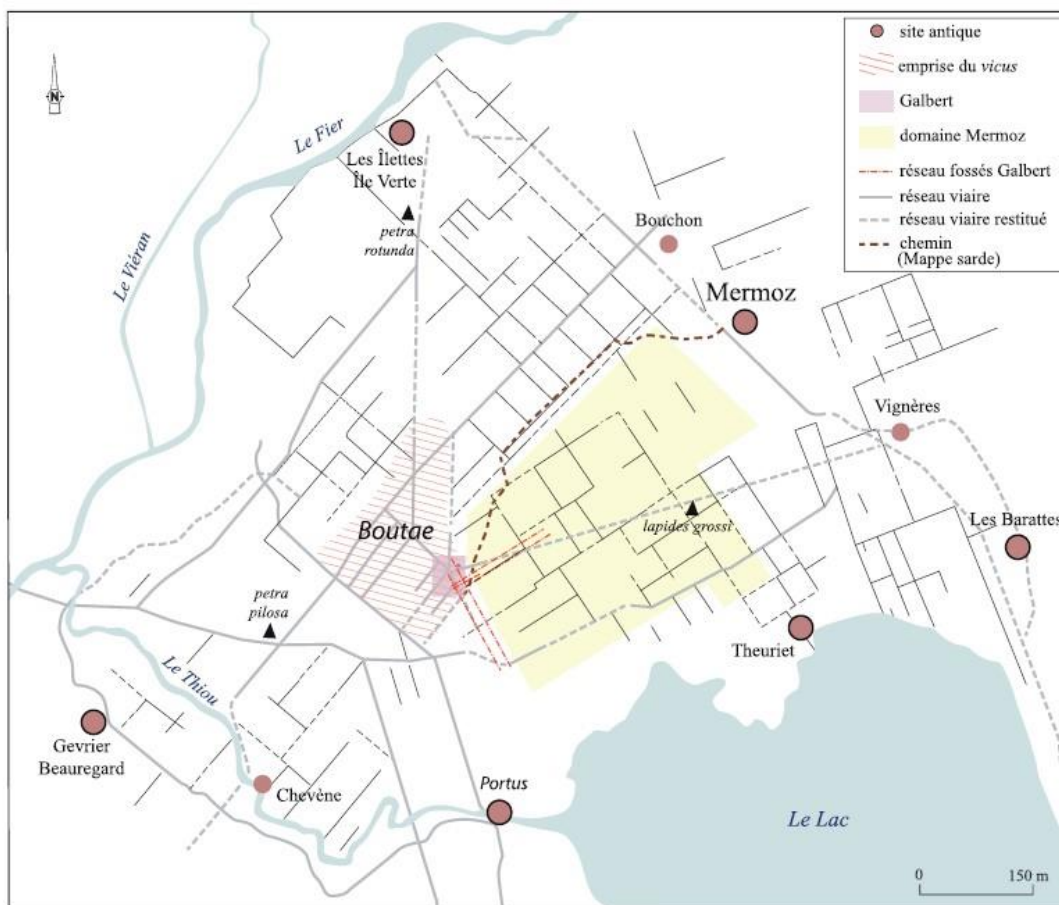 site antique
emprise du vicus
Galbert
domaine Mermoz
réseau fossés Galbert
réseau viaire
réseau viaire restitué
chemin
(Mappe sarde)
N
Le Fier
Les Îlettes
Île Verte
petra
rotunda
Le Viéran
Bouchon
Mermoz
Vignères
Boutae
lapides grossi
Les Barattes
petra
pilosa
Theuriet
Le Thiou
Gevrier
Beauregard
Chevène
Portus
Le Lac
0 150 m